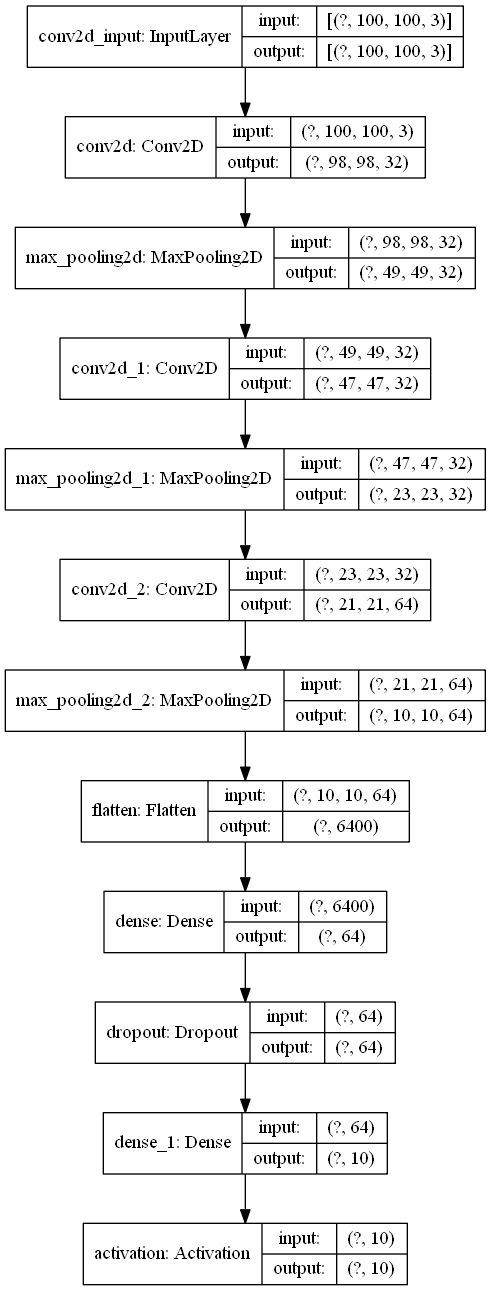 conv2d_input: InputLayer
input: [(?, 100, 100, 3)]
output: [(?, 100, 100, 3)]
conv2d: Conv2D
input: (?, 100, 100, 3)
output: (?, 98, 98, 32)
max_pooling2d: MaxPooling2D
input: (?, 98, 98, 32)
output: (?, 49, 49, 32)
conv2d_1: Conv2D
input: (?, 49, 49, 32)
output: (?, 47, 47, 32)
max_pooling2d_1: MaxPooling2D
input: (?, 47, 47, 32)
output: (?, 23, 23, 32)
conv2d_2: Conv2D
input: (?, 23, 23, 32)
output: (?, 21, 21, 64)
max_pooling2d_2: MaxPooling2D
input: (?, 21, 21, 64)
output: (?, 10, 10, 64)
flatten: Flatten
input: (?, 10, 10, 64)
output: (?, 6400)
dense: Dense
input: (?, 6400)
output: (?, 64)
dropout: Dropout
input: (?, 64)
output: (?, 64)
dense_1: Dense
input: (?, 64)
output: (?, 10)
activation: Activation
input: (?, 10)
output: (?, 10)